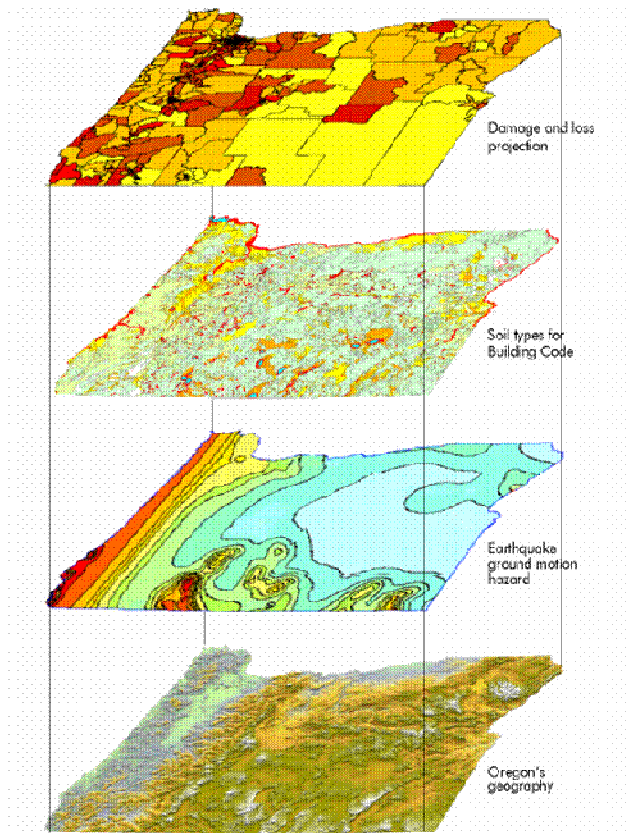 Damage and loss
projection
Soil types for
Building Code
Earthquake
ground motion
hazard
Oregon's
geography